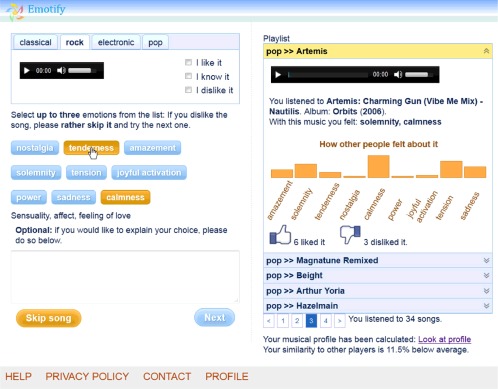 Emotify
classical rock electronic pop
00:00
I like it
I know it
I dislike it
Select up to three emotions from the list: If you dislike the
song, please rather skip it and try the next one.
nostalgia tenderness amazement
solemnity tension joyful activation
power sadness calmness
Sensuality, affect, feeling of love
Optional: if you would like to explain your choice, please
do so below.
Skip song Next
Playlist
pop >> Artemis
00:00
You listened to Artemis: Charming Gun (Vibe Me Mix) -
Nautilis. Album: Orbits (2006).
With this music you felt: solemnity, calmness
How other people felt about it
amazement solemnity tenderness nostalgia calmness power joyful activation tension sadness
6 liked it 3 disliked it.
pop >> Magnatune Remixed
pop >> Beight
pop >> Arthur Yoria
pop >> Hazelmain
< 1 2 3 4 > You listened to 34 songs.
Your musical profile has been calculated: Look at profile
Your similarity to other players is 11.5% below average.
HELP PRIVACY POLICY CONTACT PROFILE